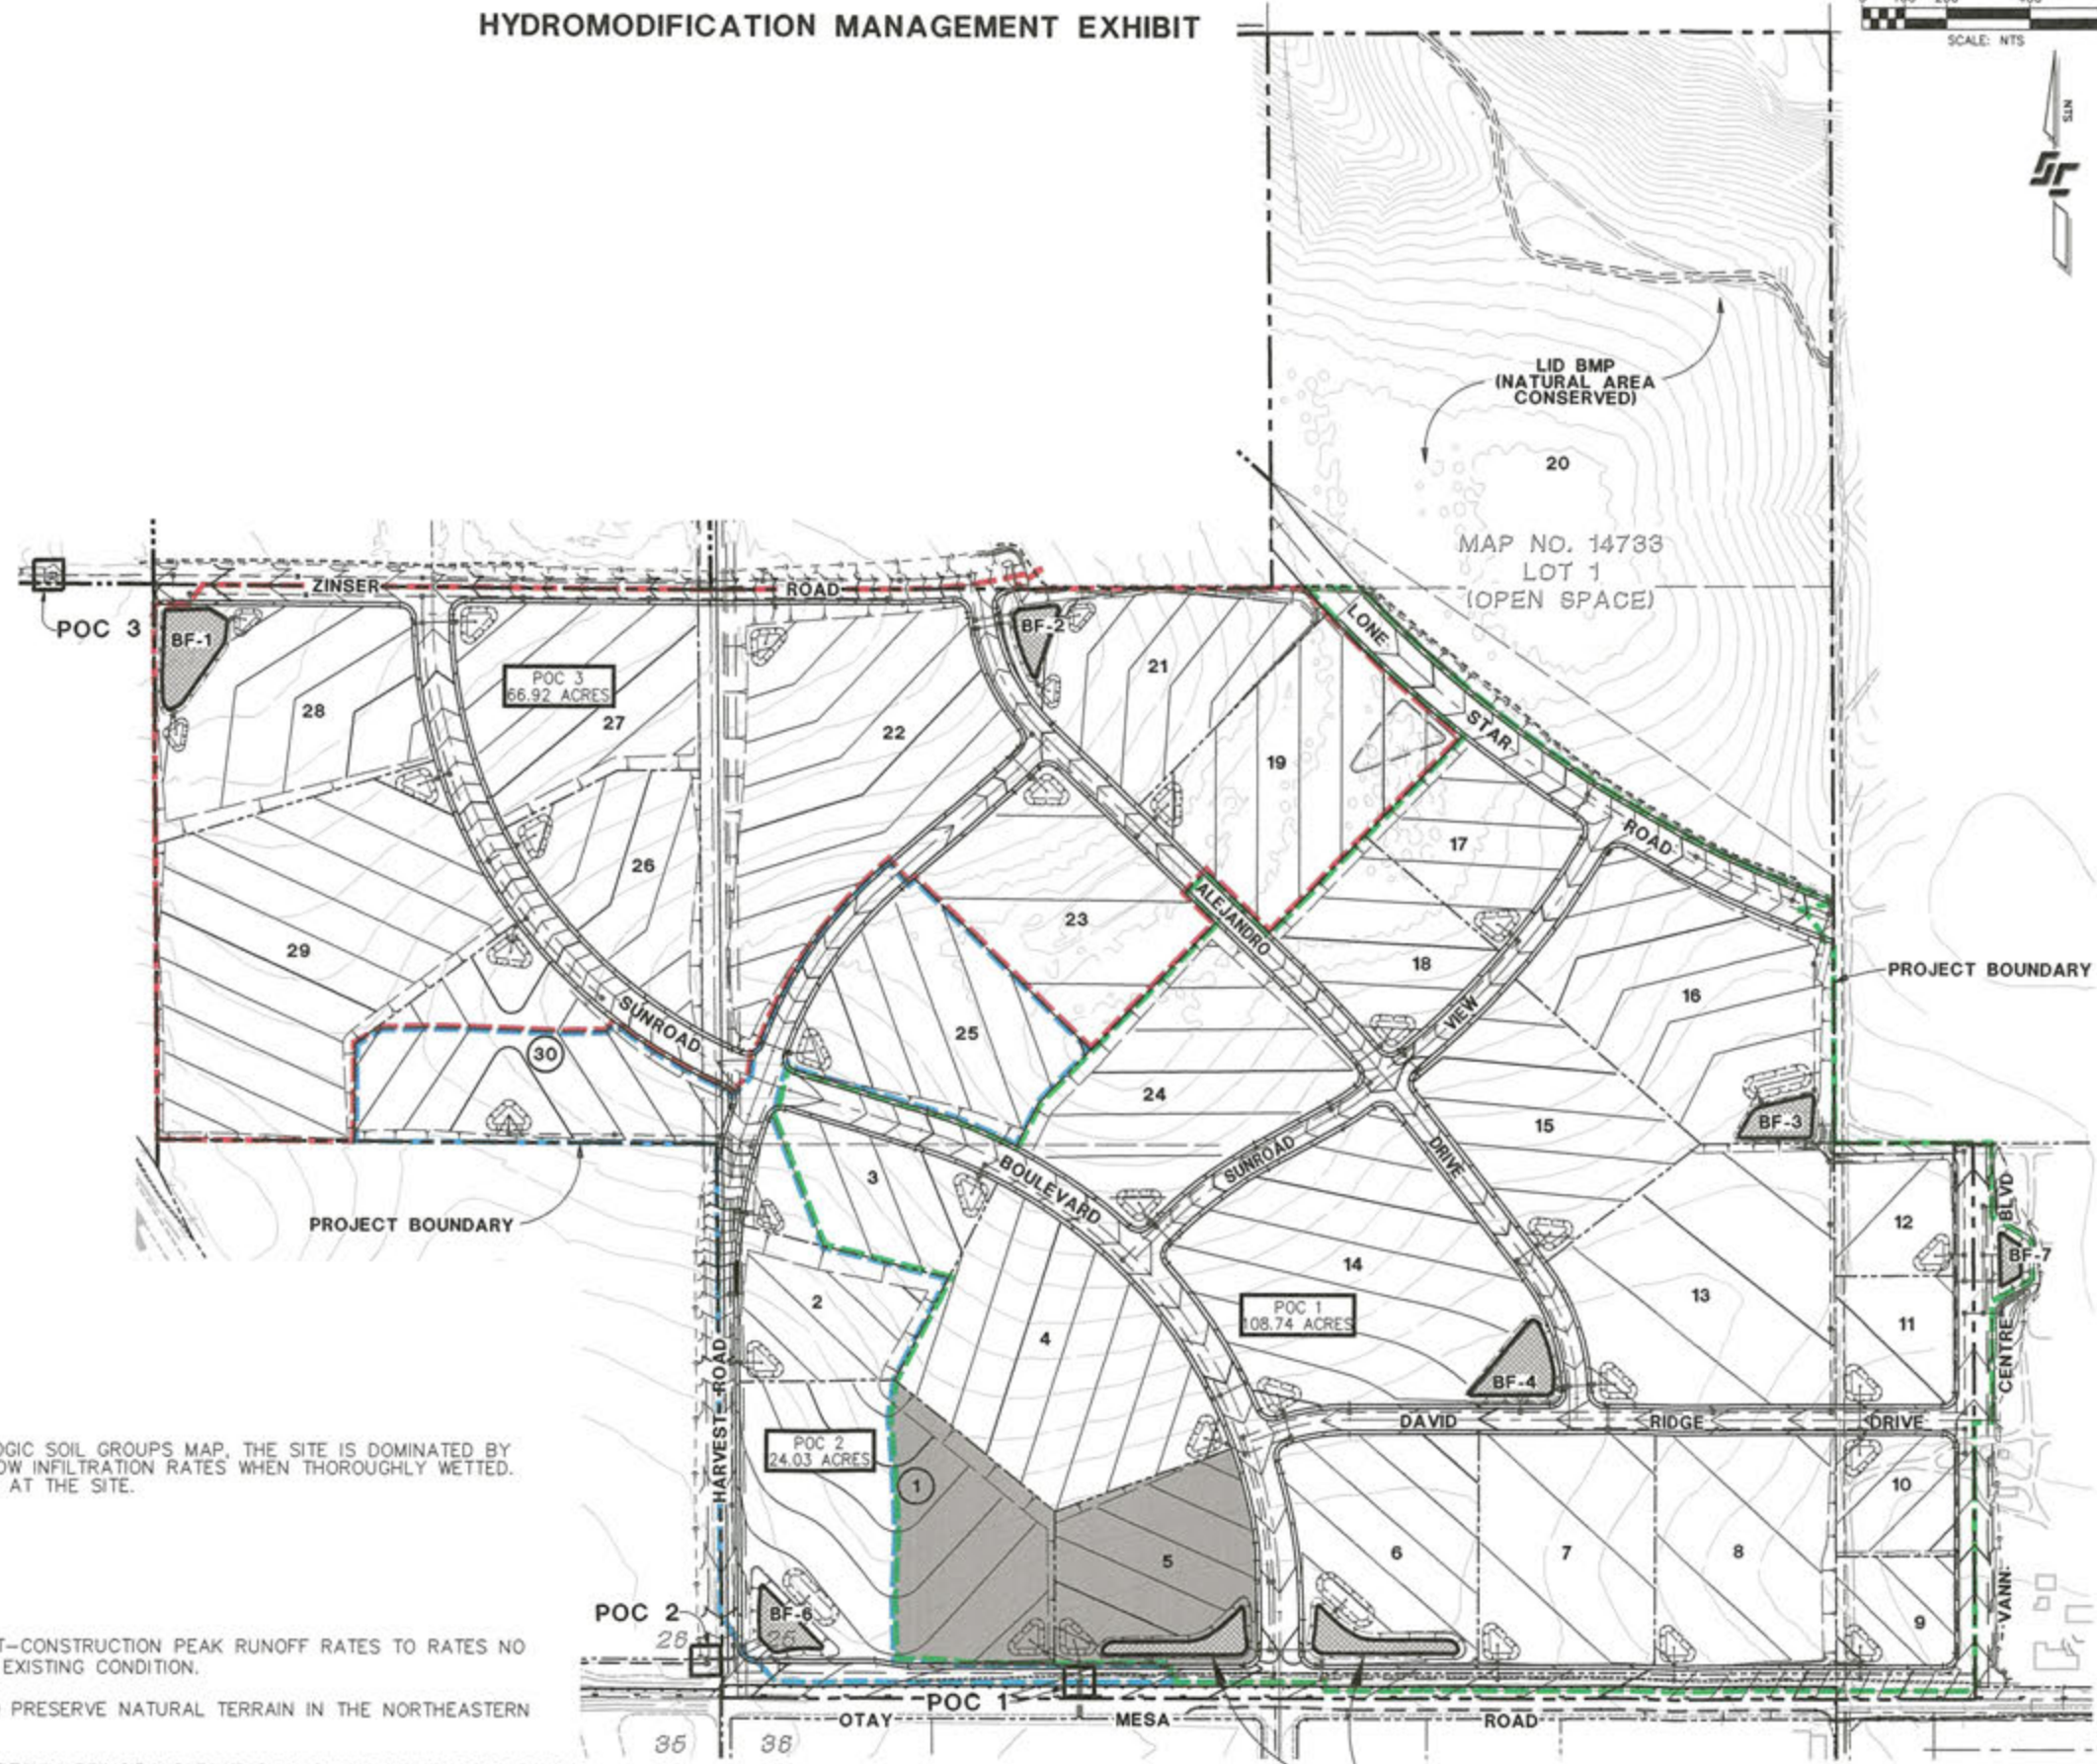 HYDROMODIFICATION MANAGEMENT EXHIBIT
SCALE: NTS
NTS
LID BMP
(NATURAL AREA
CONSERVED)
20
MAP NO. 14733
LOT 1
(OPEN SPACE)
POC 3
ZINSER
ROAD
BF-1
BF-2
LONE
STAR
ROAD
POC 3
66.92 ACRES
28
27
22
21
19
17
26
23
ALEJANDRO
18
VIEW
16
PROJECT BOUNDARY
29
SUNROAD
30
25
24
15
BF-3
3
BOULEVARD
SUNROAD
DRIVE
PROJECT BOUNDARY
12
BLVD
BF-7
2
14
13
4
POC 1
108.74 ACRES
11
CENTRE
BF-4
HARVEST ROAD
DAVID
RIDGE
DRIVE
POC 2
24.03 ACRES
OGIC SOIL GROUPS MAP, THE SITE IS DOMINATED BY
OW INFILTRATION RATES WHEN THOROUGHLY WETTED.
AT THE SITE.
1
10
5
6
7
8
9
VANN
POC 2
BF-6
26
25
T-CONSTRUCTION PEAK RUNOFF RATES TO RATES NO
EXISTING CONDITION.
PRESERVE NATURAL TERRAIN IN THE NORTHEASTERN
POC 1
OTAY
MESA
ROAD
35
36